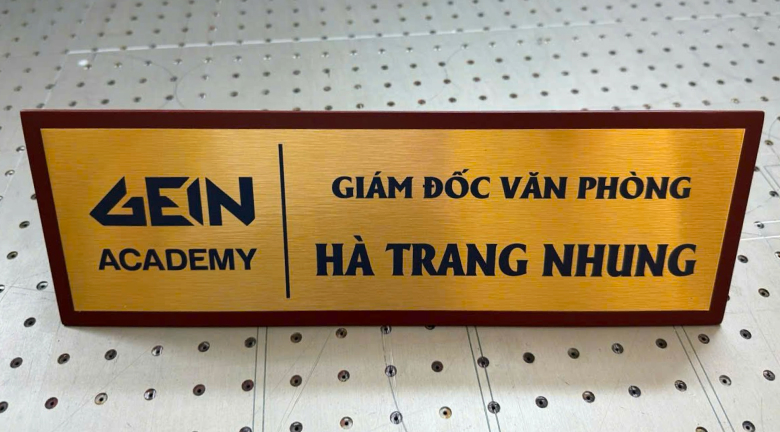 GEIN
ACADEMY
GIÁM ĐỐC VĂN PHÒNG
HÀ TRANG NHUNG